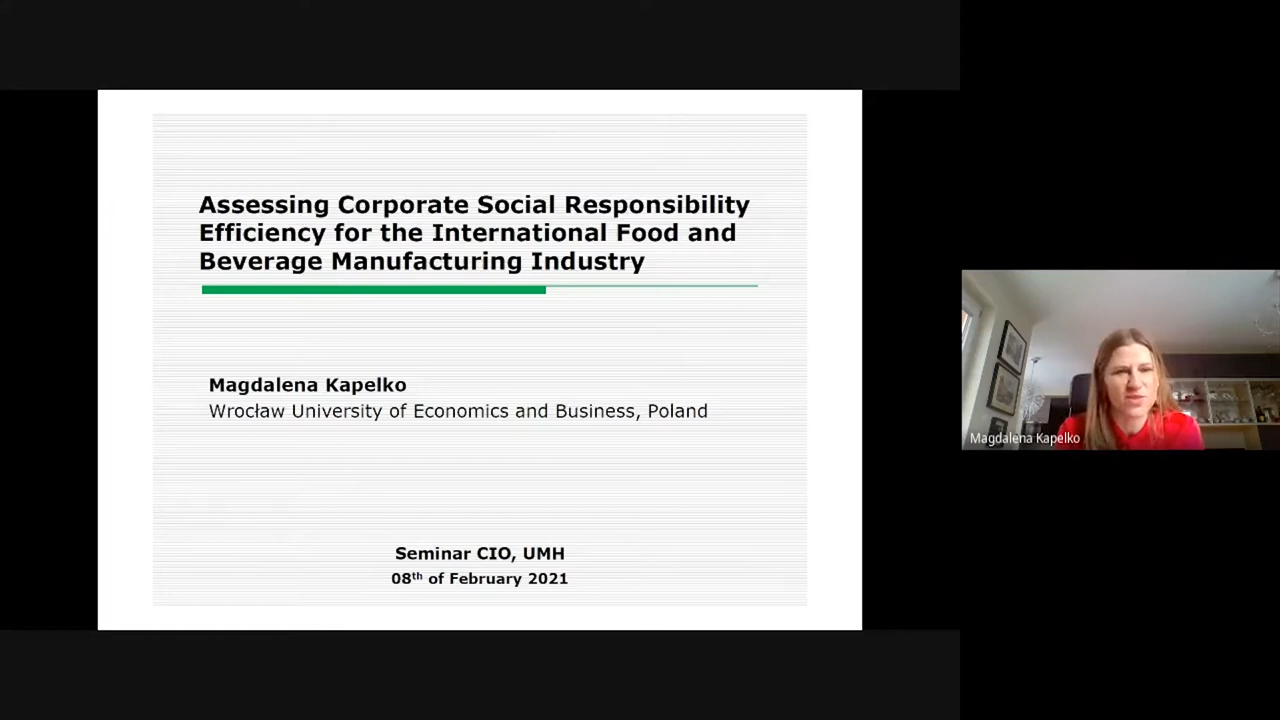 Assessing Corporate Social Responsibility
Efficiency for the International Food and
Beverage Manufacturing Industry
Magdalena Kapelko
Wrocław University of Economics and Business, Poland
Seminar CIO, UMH
08th of February 2021
Magdalena Kapelko